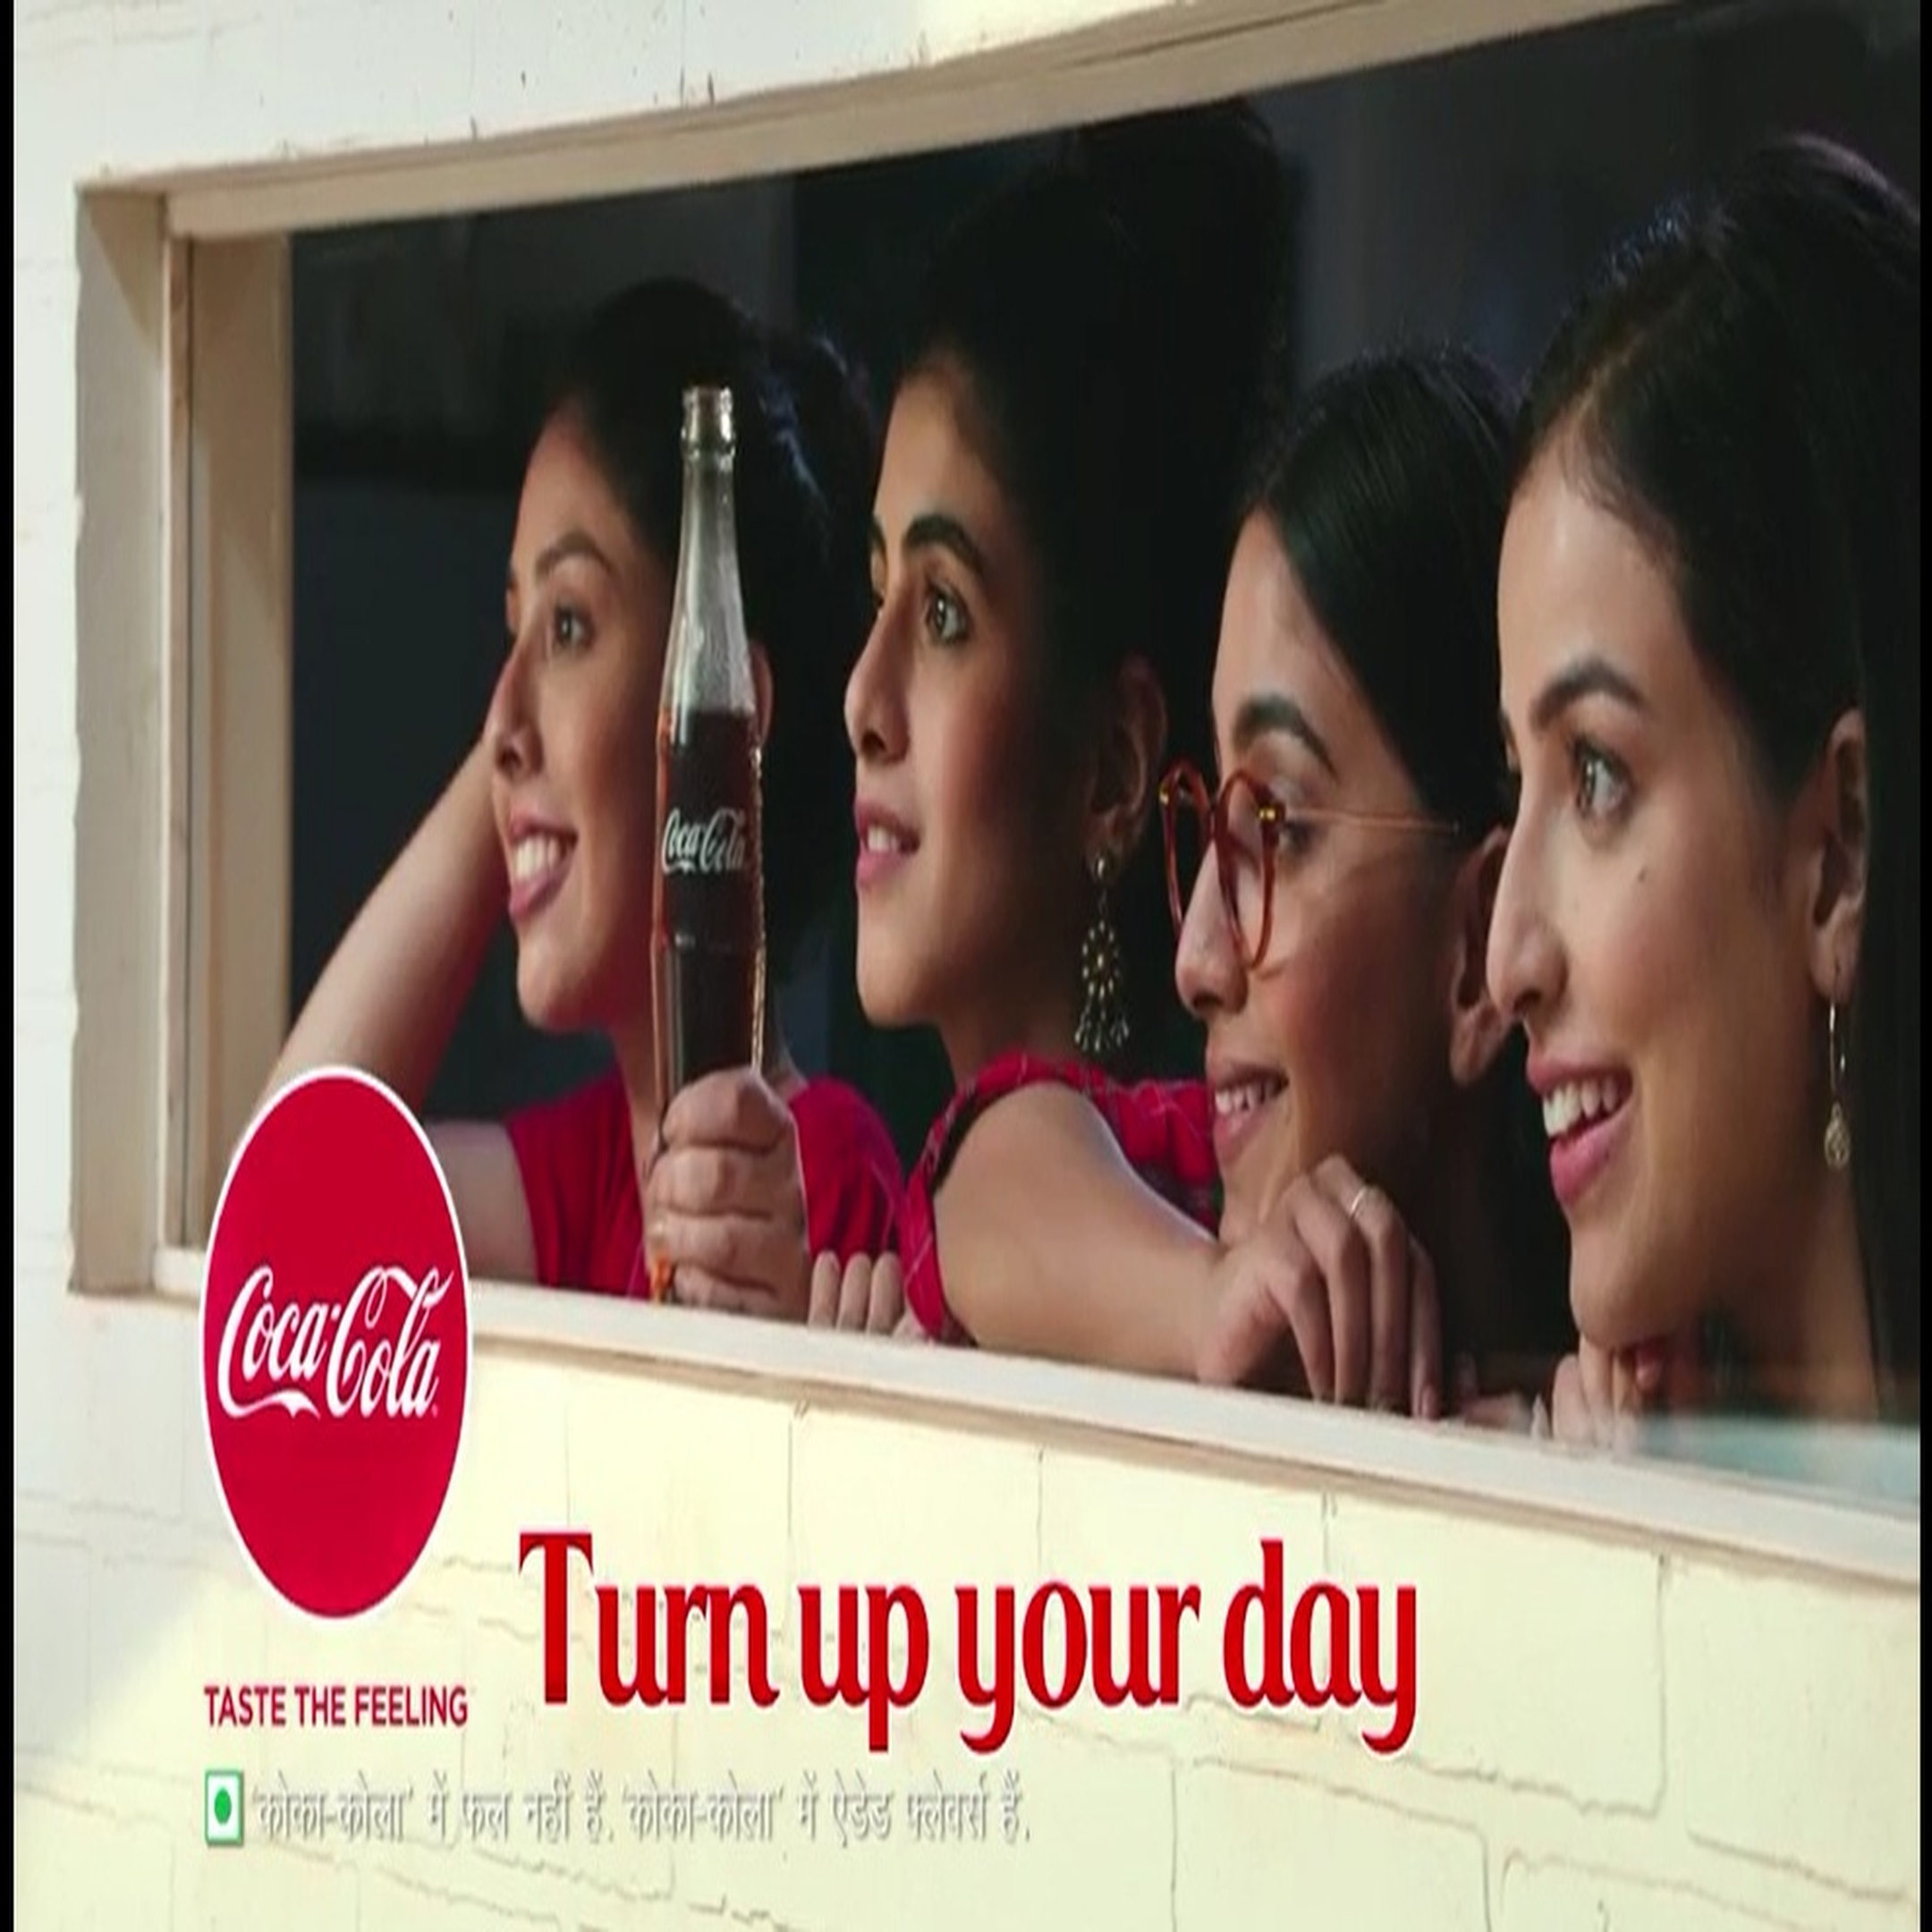 Coca-Cola
Coca-Cola
Turn up your day
TASTE THE FEELING
'कोका-कोला' में फल नहीं हैं. 'कोका-कोला' में ऐडेड फ्लेवर्स हैं.